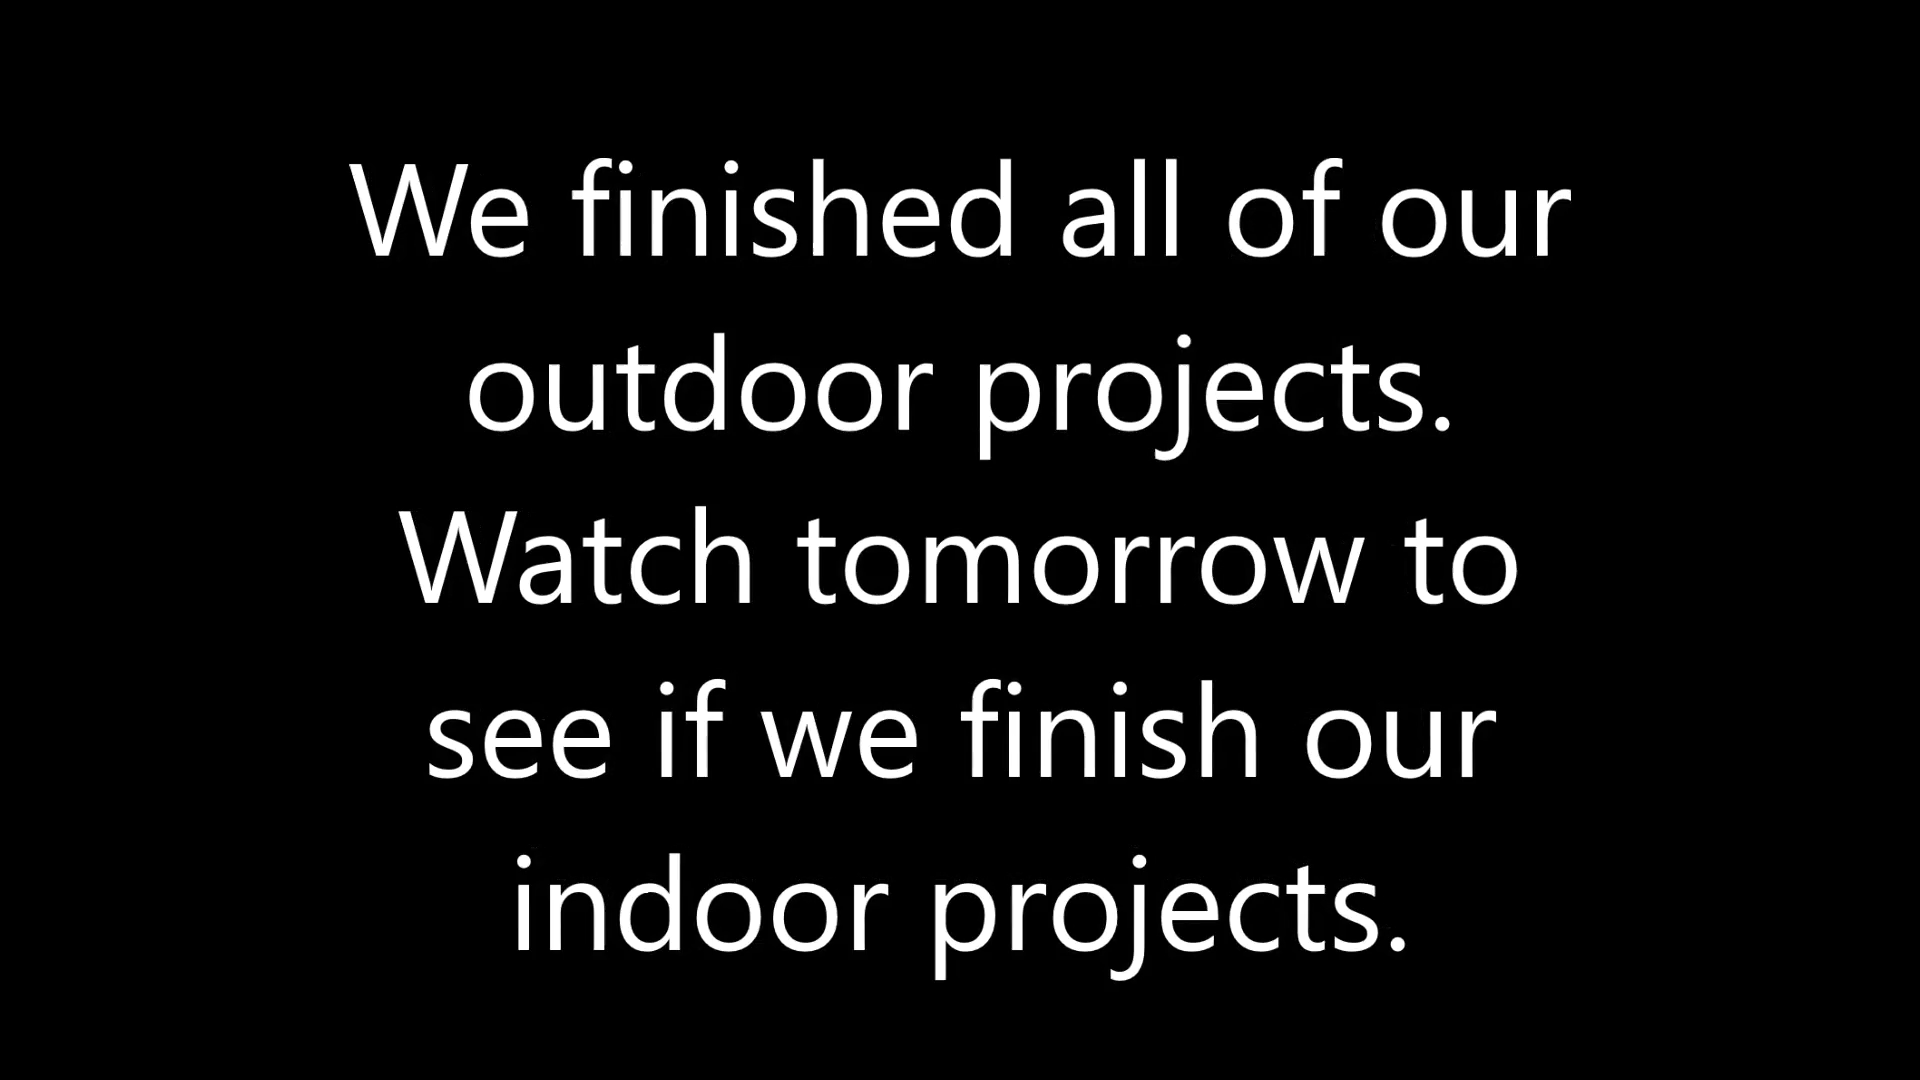 We finished all of our
outdoor projects.
Watch tomorrow to
see if we finish our
indoor projects.